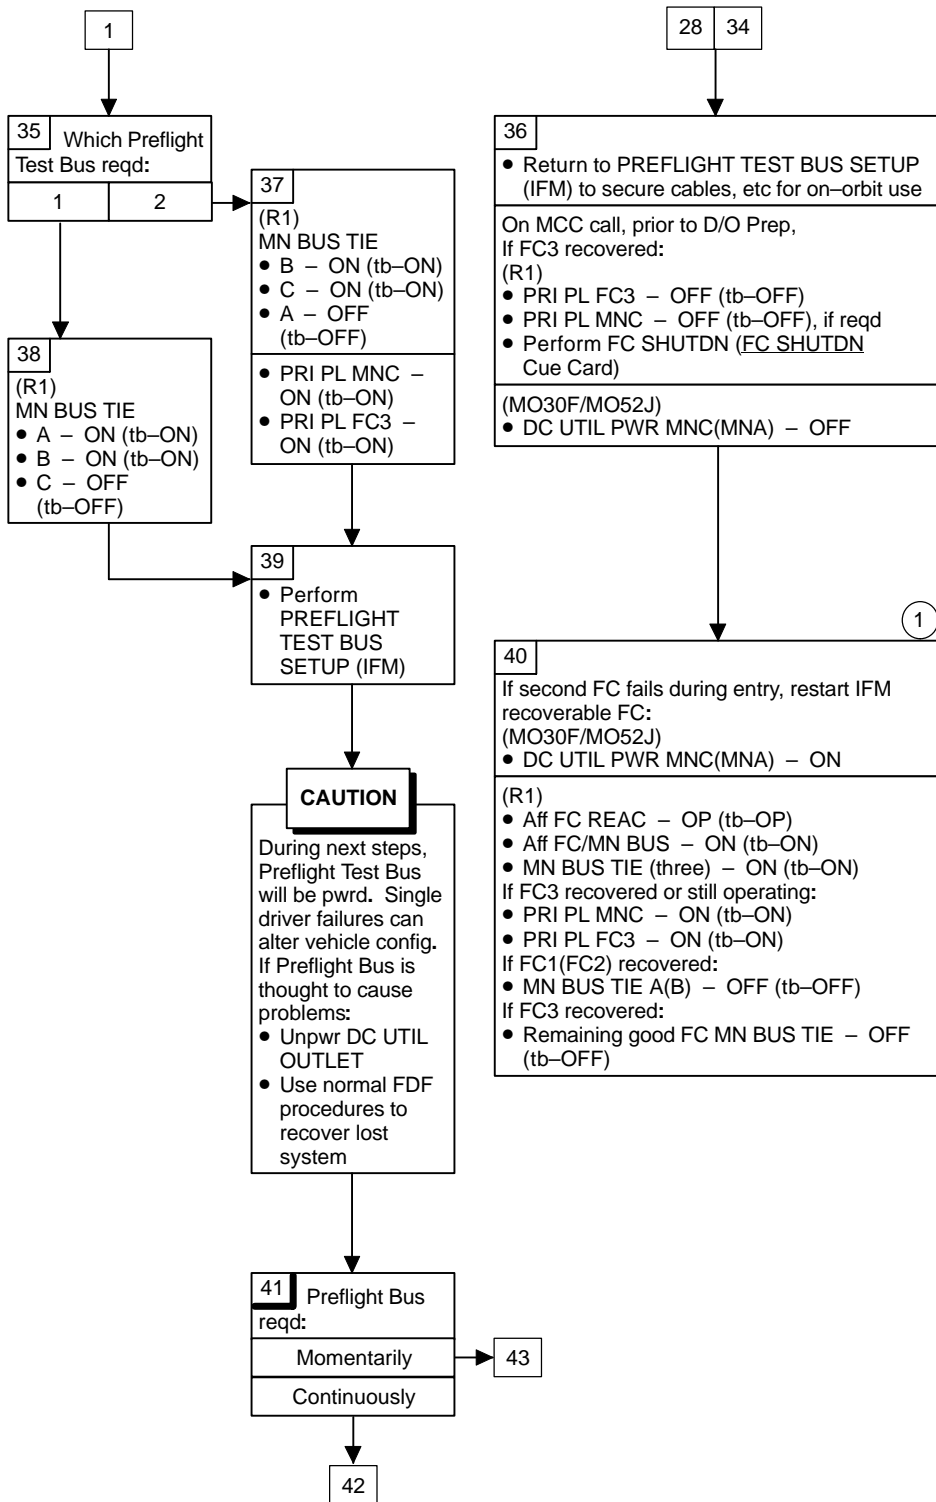 1
35 Which Preflight
Test Bus reqd:
1 2
38
(R1)
MN BUS TIE
• A – ON (tb–ON)
• B – ON (tb–ON)
• C – OFF
(tb–OFF)
37
(R1)
MN BUS TIE
• B – ON (tb–ON)
• C – ON (tb–ON)
• A – OFF
(tb–OFF)
• PRI PL MNC –
ON (tb–ON)
• PRI PL FC3 –
ON (tb–ON)
39
• Perform
PREFLIGHT
TEST BUS
SETUP (IFM)
CAUTION
During next steps,
Preflight Test Bus
will be pwrd. Single
driver failures can
alter vehicle config.
If Preflight Bus is
thought to cause
problems:
• Unpwr DC UTIL
OUTLET
• Use normal FDF
procedures to
recover lost
system
41 Preflight Bus
reqd:
Momentarily
43
Continuously
42
28 34
36
• Return to PREFLIGHT TEST BUS SETUP
(IFM) to secure cables, etc for on–orbit use
On MCC call, prior to D/O Prep,
If FC3 recovered:
(R1)
• PRI PL FC3 – OFF (tb–OFF)
• PRI PL MNC – OFF (tb–OFF), if reqd
• Perform FC SHUTDN (FC SHUTDN
Cue Card)
(MO30F/MO52J)
• DC UTIL PWR MNC(MNA) – OFF
1
40
If second FC fails during entry, restart IFM
recoverable FC:
(MO30F/MO52J)
• DC UTIL PWR MNC(MNA) – ON
(R1)
• Aff FC REAC – OP (tb–OP)
• Aff FC/MN BUS – ON (tb–ON)
• MN BUS TIE (three) – ON (tb–ON)
If FC3 recovered or still operating:
• PRI PL MNC – ON (tb–ON)
• PRI PL FC3 – ON (tb–ON)
If FC1(FC2) recovered:
• MN BUS TIE A(B) – OFF (tb–OFF)
If FC3 recovered:
• Remaining good FC MN BUS TIE – OFF
(tb–OFF)